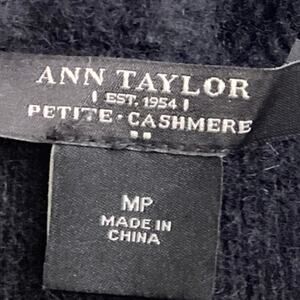 ANN TAYLOR
EST. 1954
PETITE · CASHMERE
MP
MADE IN
CHINA